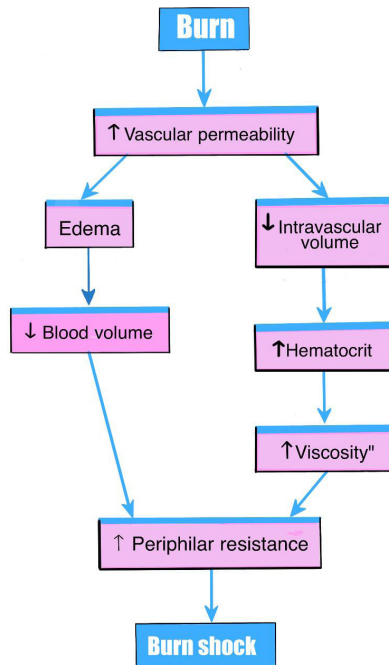 Burn
↑ Vascular permeability
Edema
↓ Intravascular
volume
↓ Blood volume
↑ Hematocrit
↑ Viscosity"
↑ Periphilar resistance
Burn shock